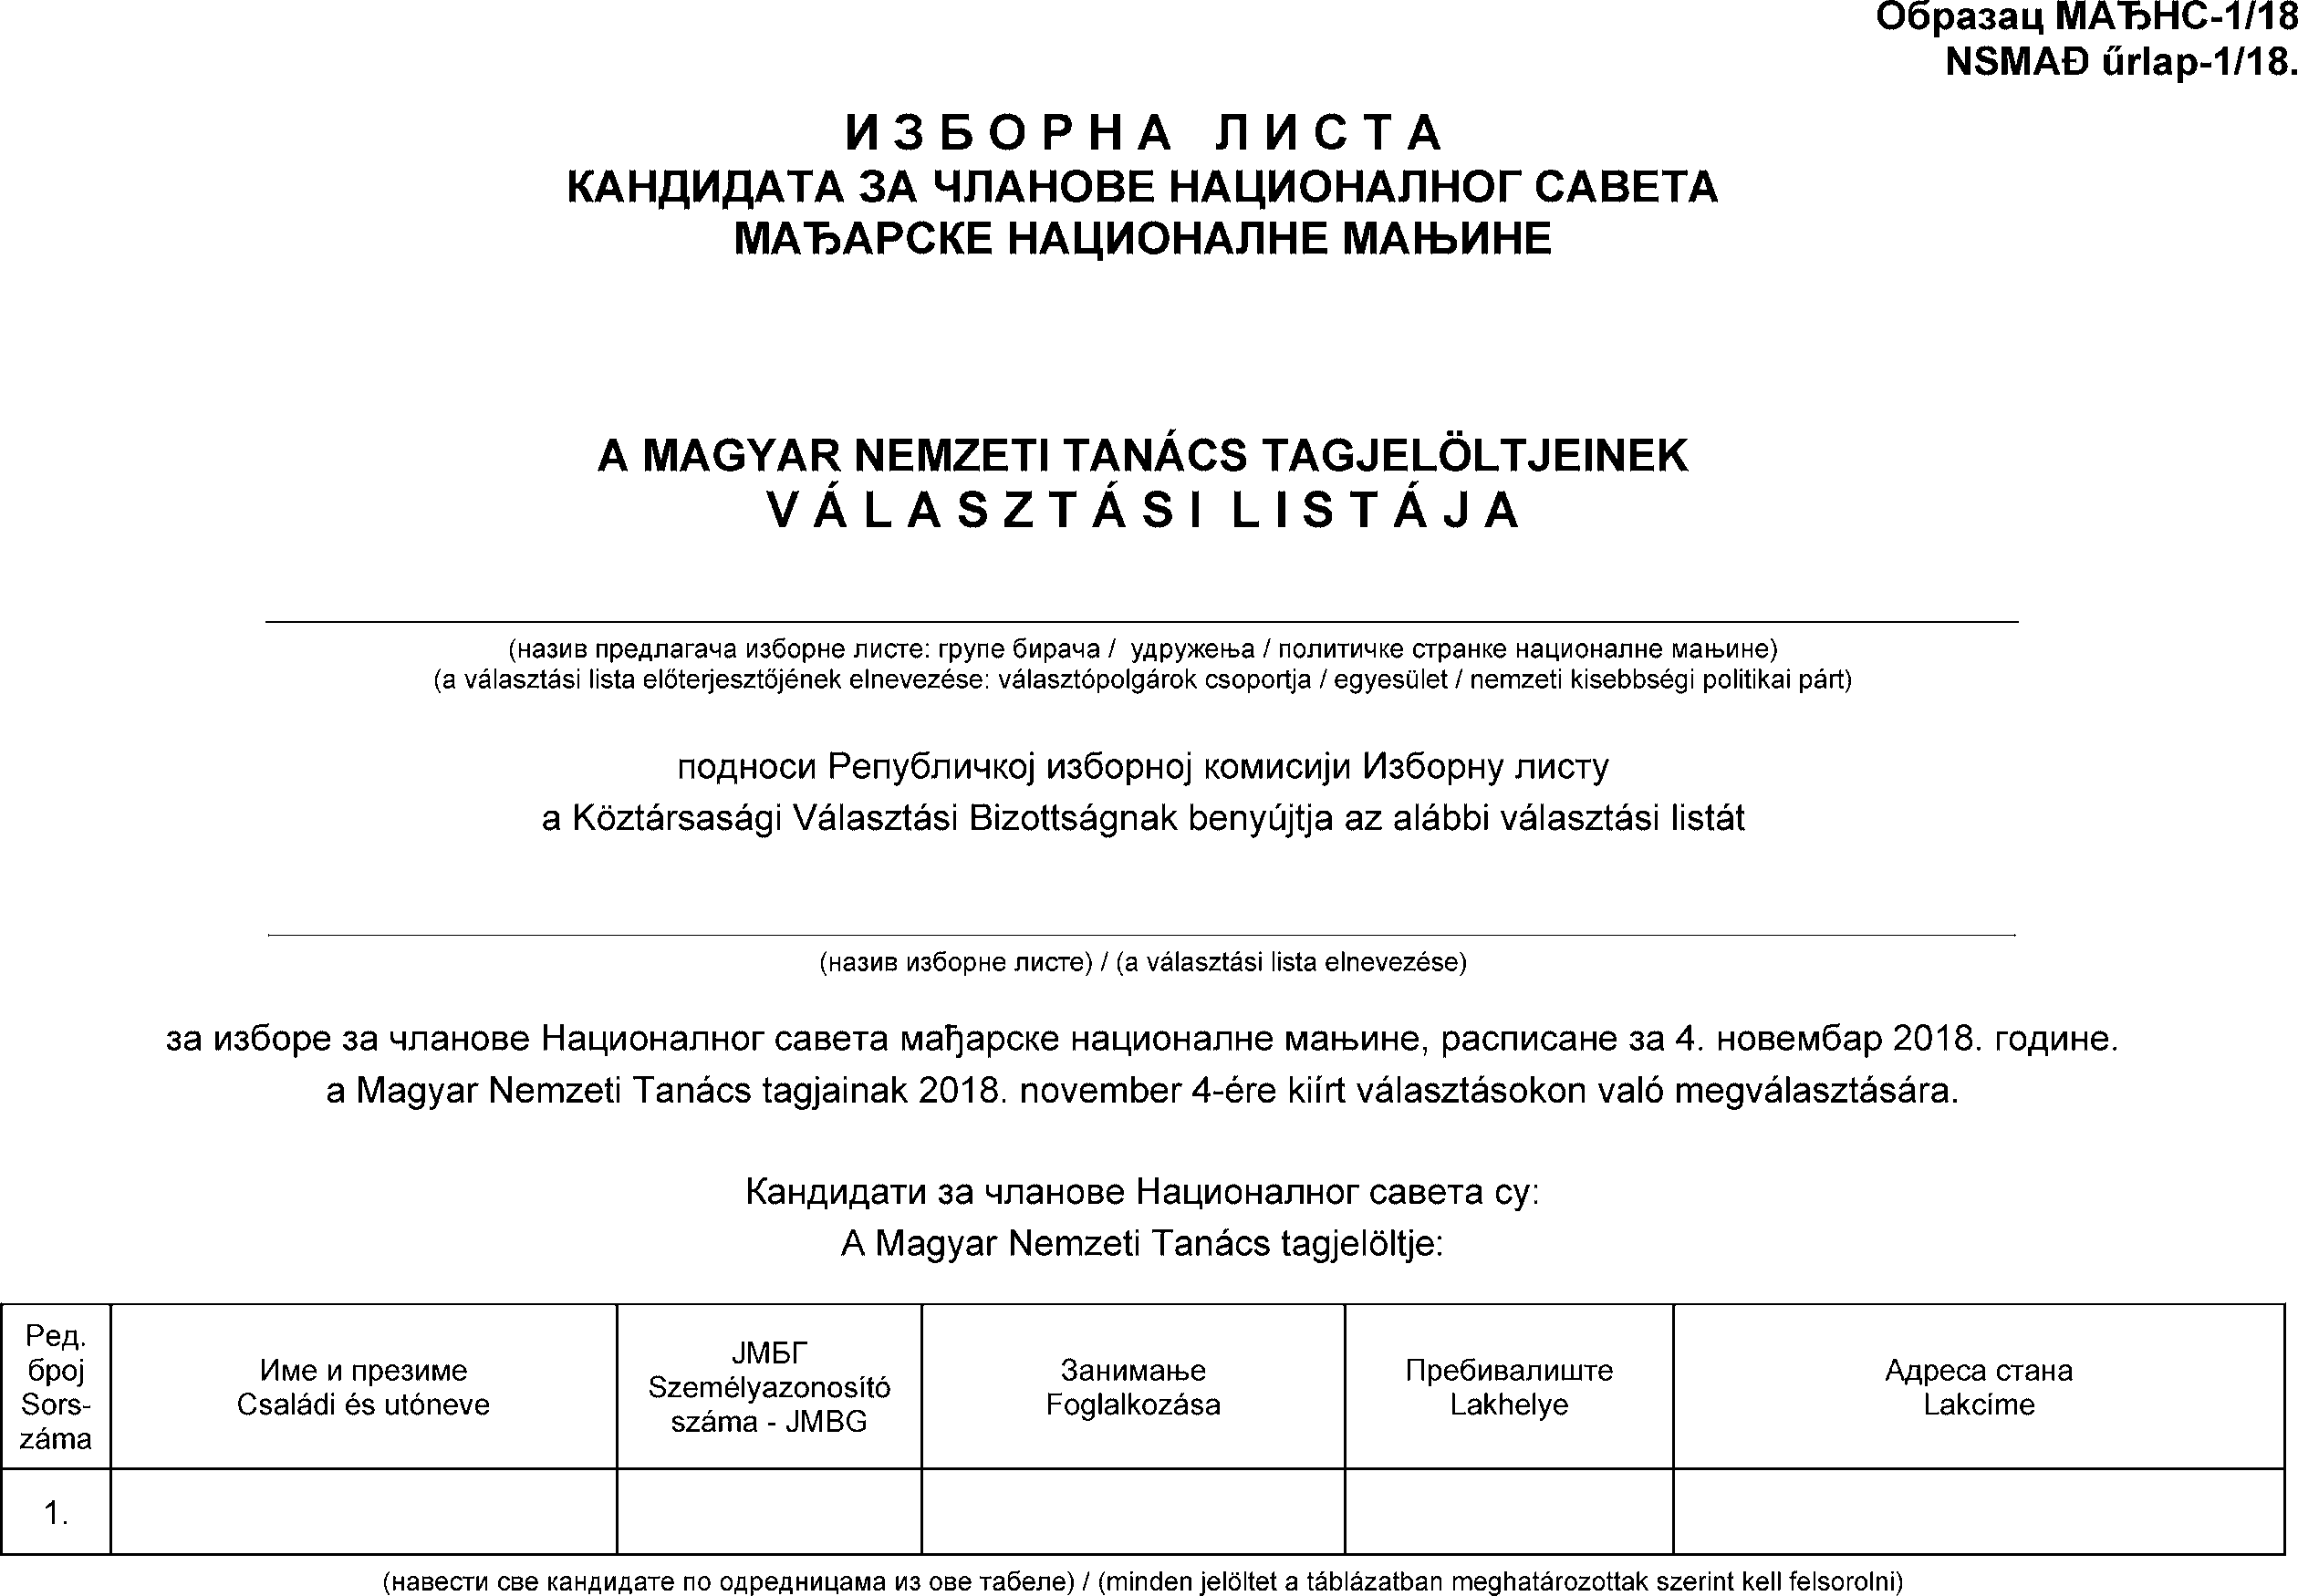 Образац МАЂНС-1/18
NSMAĐ űrlap-1/18.
И З Б О Р Н А Л И С Т А
КАНДИДАТА ЗА ЧЛАНОВЕ НАЦИОНАЛНОГ САВЕТА
МАЂАРСКЕ НАЦИОНАЛНЕ МАЊИНЕ
A MAGYAR NEMZETI TANÁCS TAGJELÖLTJEINEK
V Á L A S Z T Á S I L I S T Á J A
(назив предлагача изборне листе: групе бирача / удружења / политичке странке националне мањине)
(a választási lista előterjesztőjének elnevezése: választópolgárok csoportja / egyesület / nemzeti kisebbségi politikai párt)
подноси Републичкој изборној комисији Изборну листу
a Köztársasági Választási Bizottságnak benyújtja az alábbi választási listát
(назив изборне листе) / (a választási lista elnevezése)
за изборе за чланове Националног савета мађарске националне мањине, расписане за 4. новембар 2018. године.
a Magyar Nemzeti Tanács tagjainak 2018. november 4-ére kiírt választásokon való megválasztására.
Кандидати за чланове Националног савета су:
A Magyar Nemzeti Tanács tagjelöltje:
Ред.
број
Sors-
záma
Име и презиме
Családi és utóneve
ЈМБГ
Személyazonosító
száma - JMBG
Занимање
Foglalkozása
Пребивалиште
Lakhelye
Адреса стана
Lakcíme
1.
(навести све кандидате по одредницама из ове табеле) / (minden jelöltet a táblázatban meghatározottak szerint kell felsorolni)